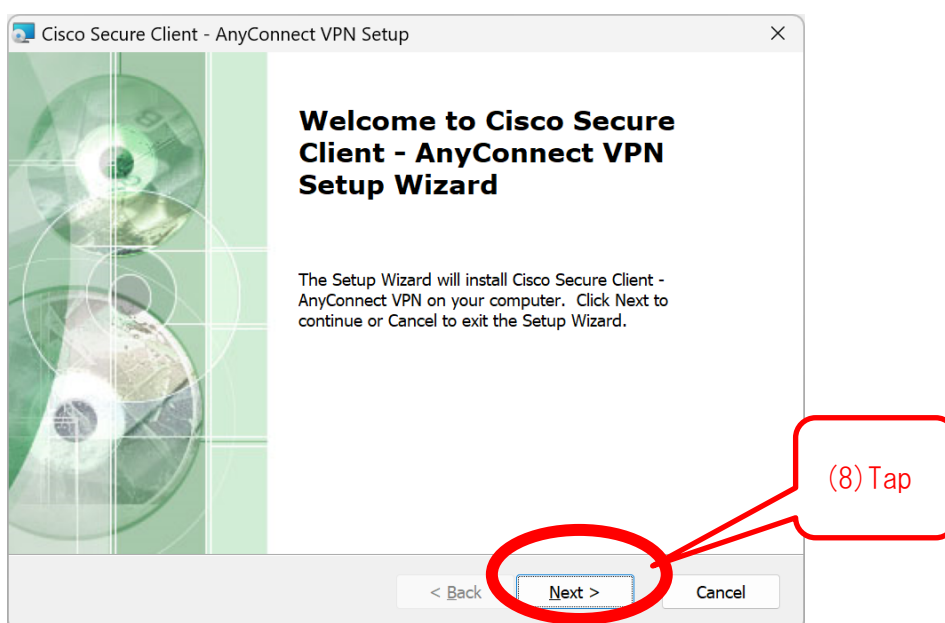 Cisco Secure Client - AnyConnect VPN Setup
Welcome to Cisco Secure
Client - AnyConnect VPN
Setup Wizard
The Setup Wizard will install Cisco Secure Client -
AnyConnect VPN on your computer.  Click Next to
continue or Cancel to exit the Setup Wizard.
(8)Tap
< Back
Next >
Cancel